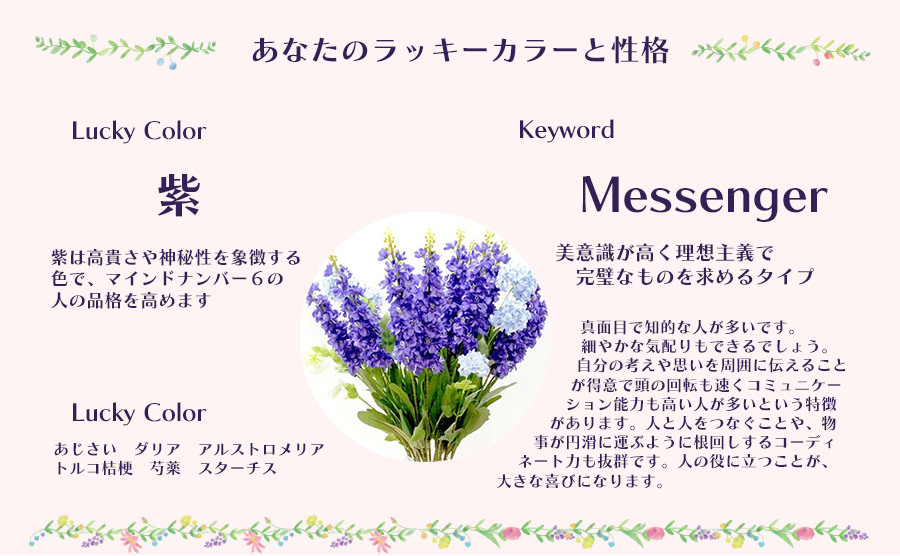 あなたのラッキーカラーと性格
Lucky Color
紫
紫は高貴さや神秘性を象徴する
色で、マインドナンバー６の
人の品格を高めます
Lucky Color
あじさい　ダリア　アルストロメリア
トルコ桔梗　芍薬　スターチス
Keyword
Messenger
美意識が高く理想主義で
完璧なものを求めるタイプ
真面目で知的な人が多いです。
細やかな気配りもできるでしょう。
自分の考えや思いを周囲に伝えること
が得意で頭の回転も速くコミュニケー
ション能力も高い人が多いという特徴
があります。人と人をつなぐことや、物
事が円滑に運ぶように根回しするコーディ
ネート力も抜群です。人の役に立つことが、
大きな喜びになります。